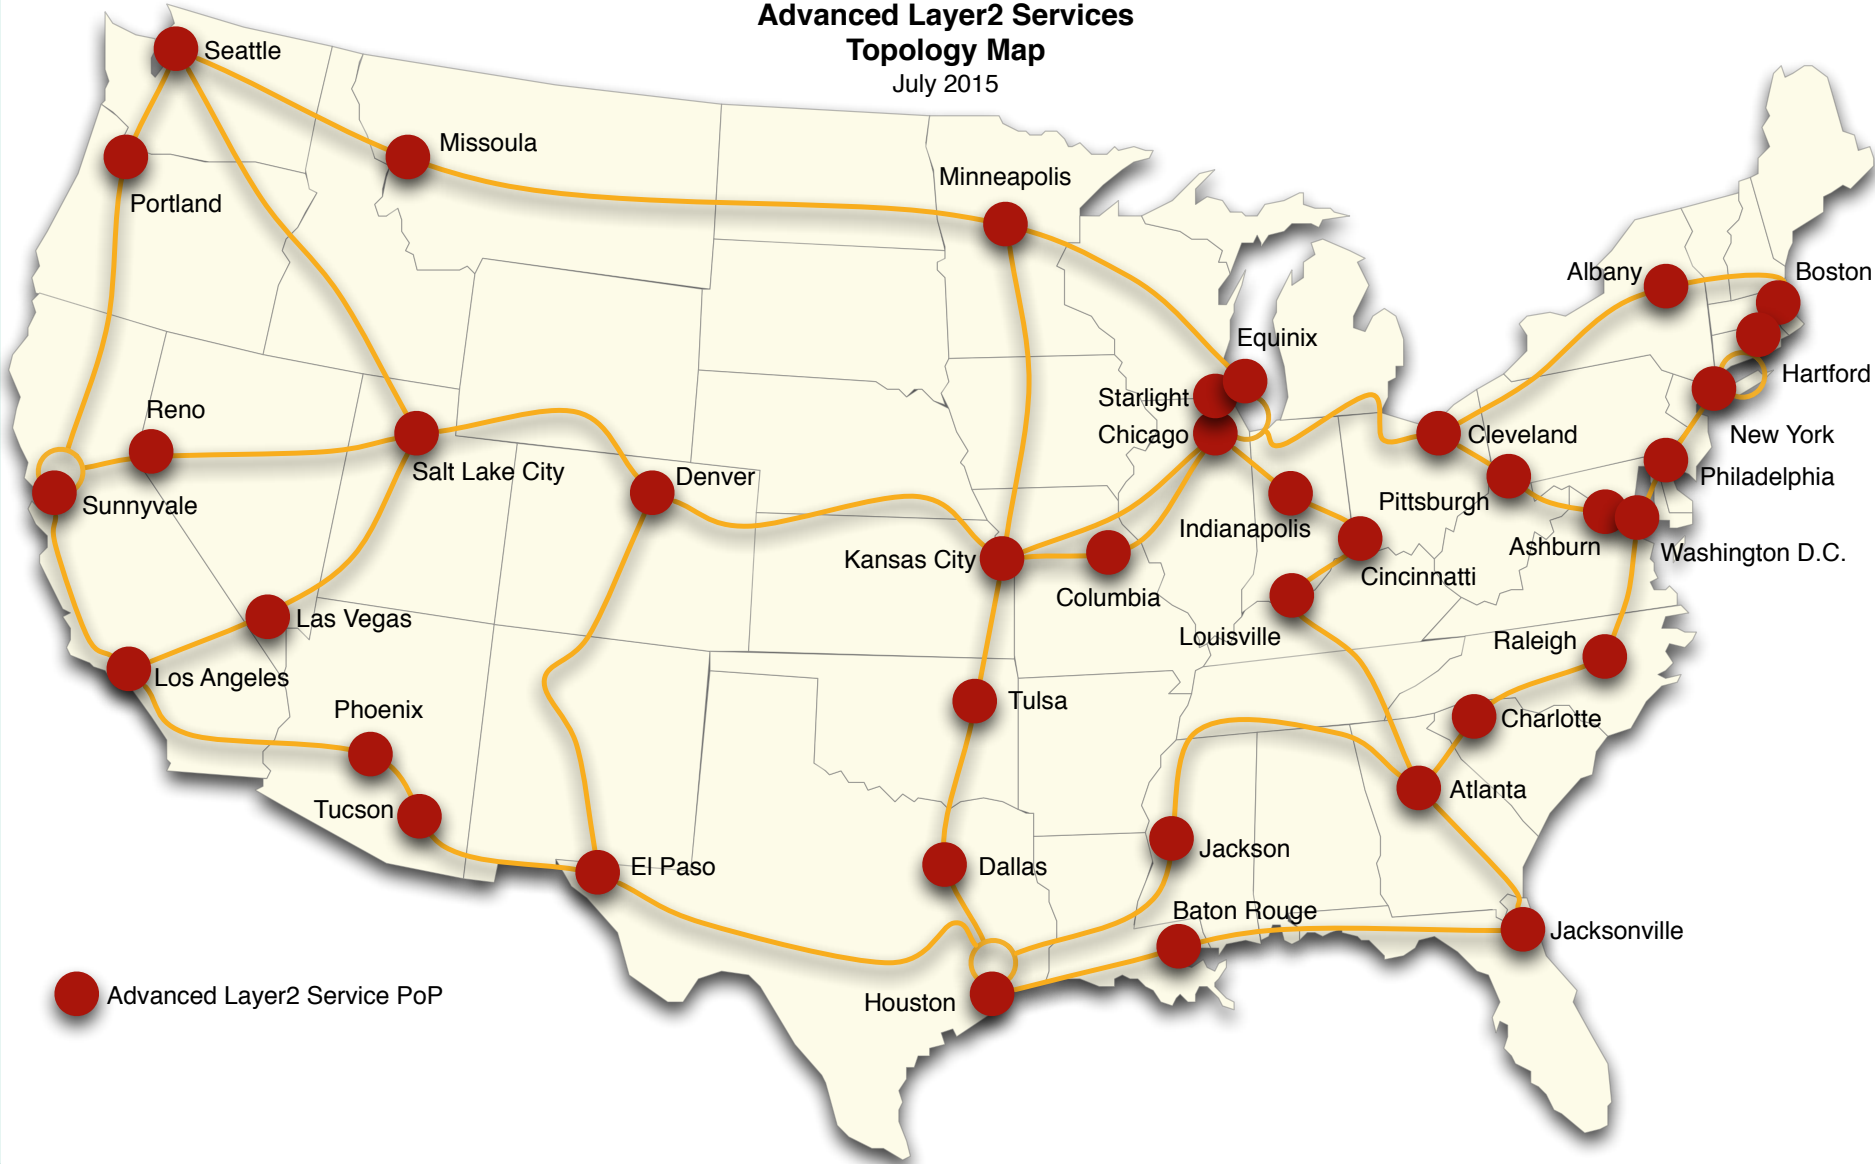 Advanced Layer2 Services
Topology Map
July 2015
Seattle
Missoula
Minneapolis
Portland
Albany
Boston
Equinix
Hartford
Starlight
Reno
Chicago
Cleveland
New York
Salt Lake City
Denver
Philadelphia
Sunnyvale
Pittsburgh
Indianapolis
Ashburn
Washington D.C.
Kansas City
Cincinnatti
Columbia
Las Vegas
Louisville
Raleigh
Los Angeles
Tulsa
Phoenix
Charlotte
Atlanta
Tucson
Jackson
El Paso
Dallas
Baton Rouge
Jacksonville
Advanced Layer2 Service PoP
Houston